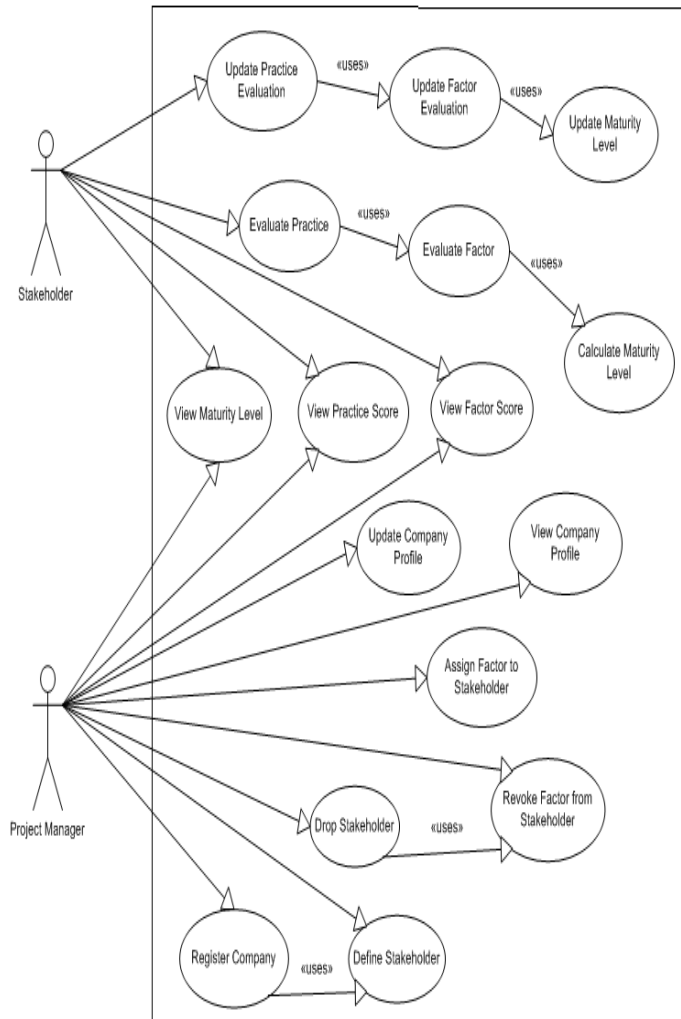 Update Practice
Evaluation
«uses»
Update Factor
Evaluation
«uses»
Update Maturity
Level
Stakeholder
Evaluate Practice
«uses»
Evaluate Factor
«uses»
Calculate Maturity
Level
View Maturity Level
View Practice Score
View Factor Score
Update Company
Profile
View Company
Profile
Assign Factor to
Stakeholder
Project Manager
Drop Stakeholder
«uses»
Revoke Factor from
Stakeholder
Register Company
«uses»
Define Stakeholder